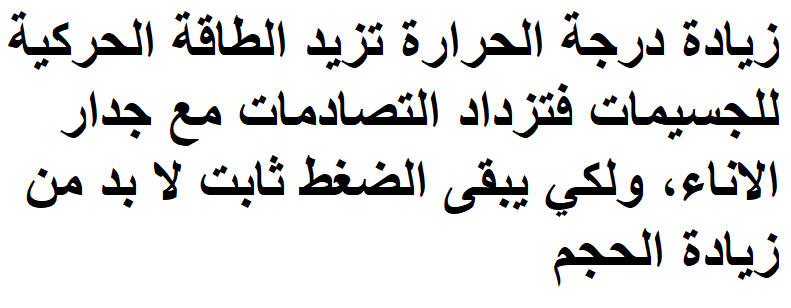 زيادة درجة الحرارة تزيد الطاقة الحركية
للجسيمات فتزداد التصادمات مع جدار
الاناء، ولكي يبقى الضغط ثابت لا بد من
زيادة الحجم